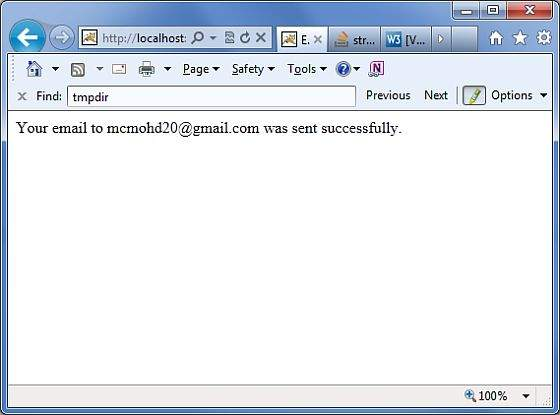 http://localhost:
E.
str...
W3 [V...
Page
Safety
Tools
N
Find: tmpdir Previous Next Options
Your email to mcmohd20@gmail.com was sent successfully.
100%